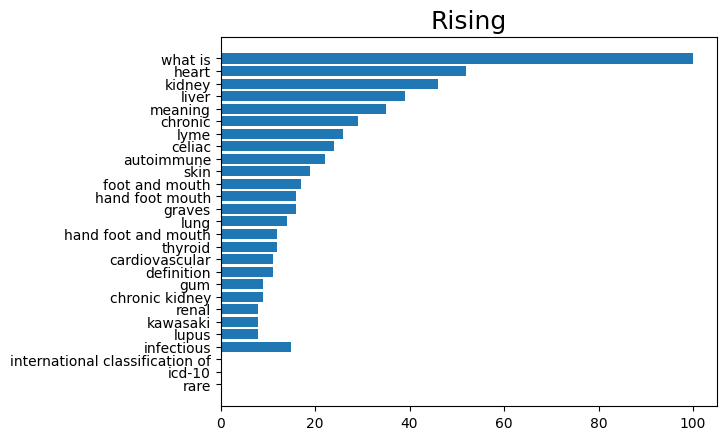 Rising
what is
heart
kidney
liver
meaning
chronic
lyme
celiac
autoimmune
skin
foot and mouth
hand foot mouth
graves
lung
hand foot and mouth
thyroid
cardiovascular
definition
gum
chronic kidney
renal
kawasaki
lupus
infectious
international classification of
icd-10
rare
0 20 40 60 80 100